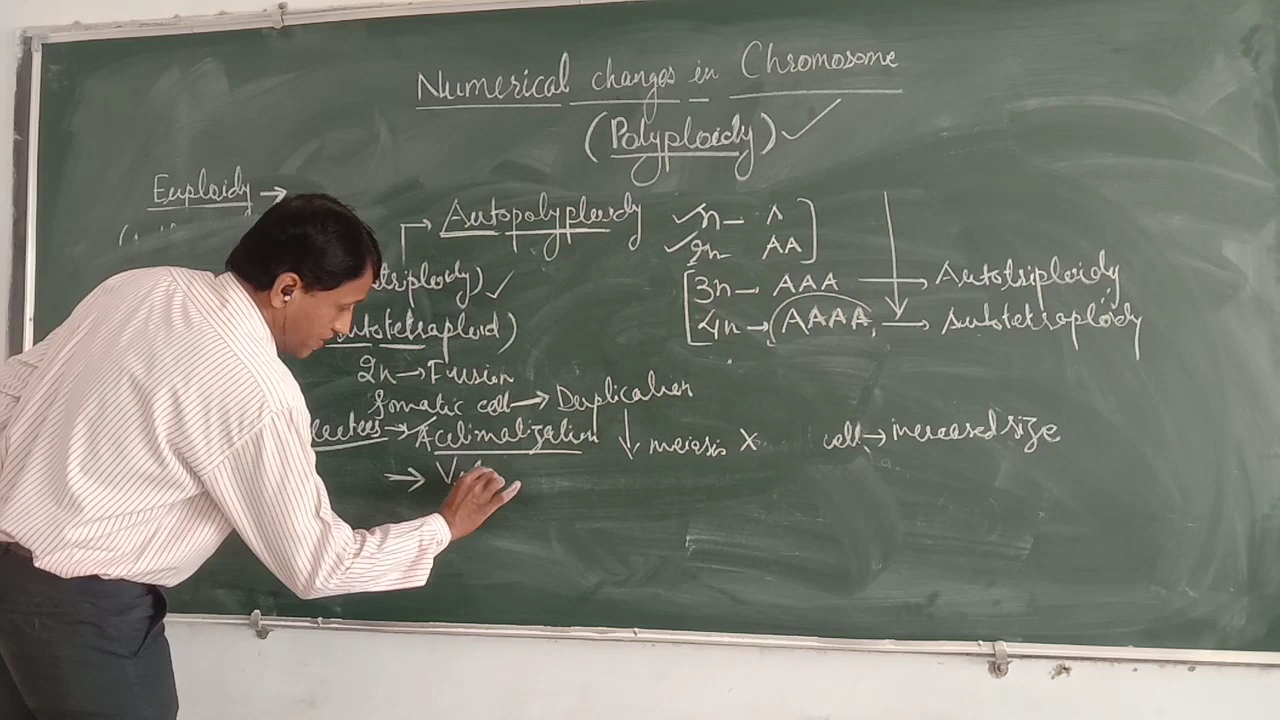 Numerical changes in Chromosome
(Polyploidy) ✓
Euploidy →
→ Autopolyploidy ✓ n – A
✓ 2n AA
triploidy) ✓ 3n – AAA → Autotriploidy
autotetraploid) 4n → AAAA → Autotetraploidy
2n → Fusion
Somatic cell → Duplication
→ Acclimatization ↓ meiosis X cell → increased size
→